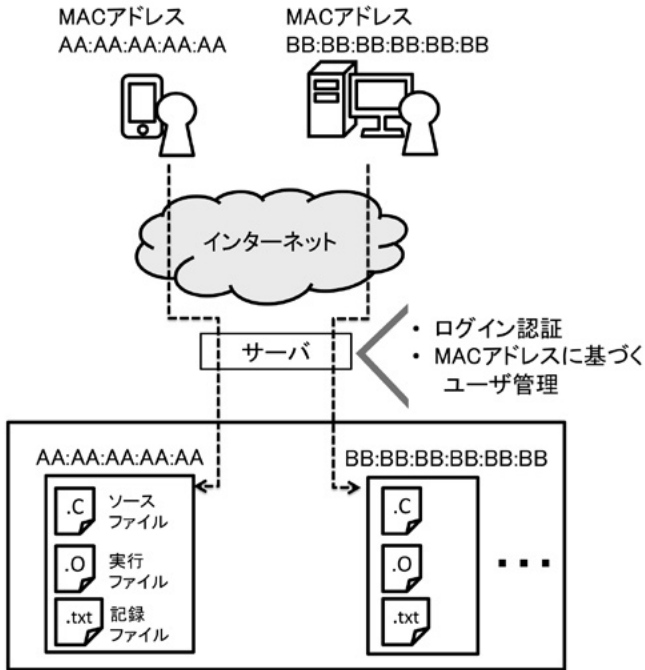 MACアドレス
AA:AA:AA:AA:AA
MACアドレス
BB:BB:BB:BB:BB:BB
インターネット
サーバ
・ ログイン認証
・ MACアドレスに基づく
ユーザ管理
AA:AA:AA:AA:AA
.C
ソース
ファイル
.O
実行
ファイル
.txt
記録
ファイル
BB:BB:BB:BB:BB:BB
.C
.O
.txt
・・・